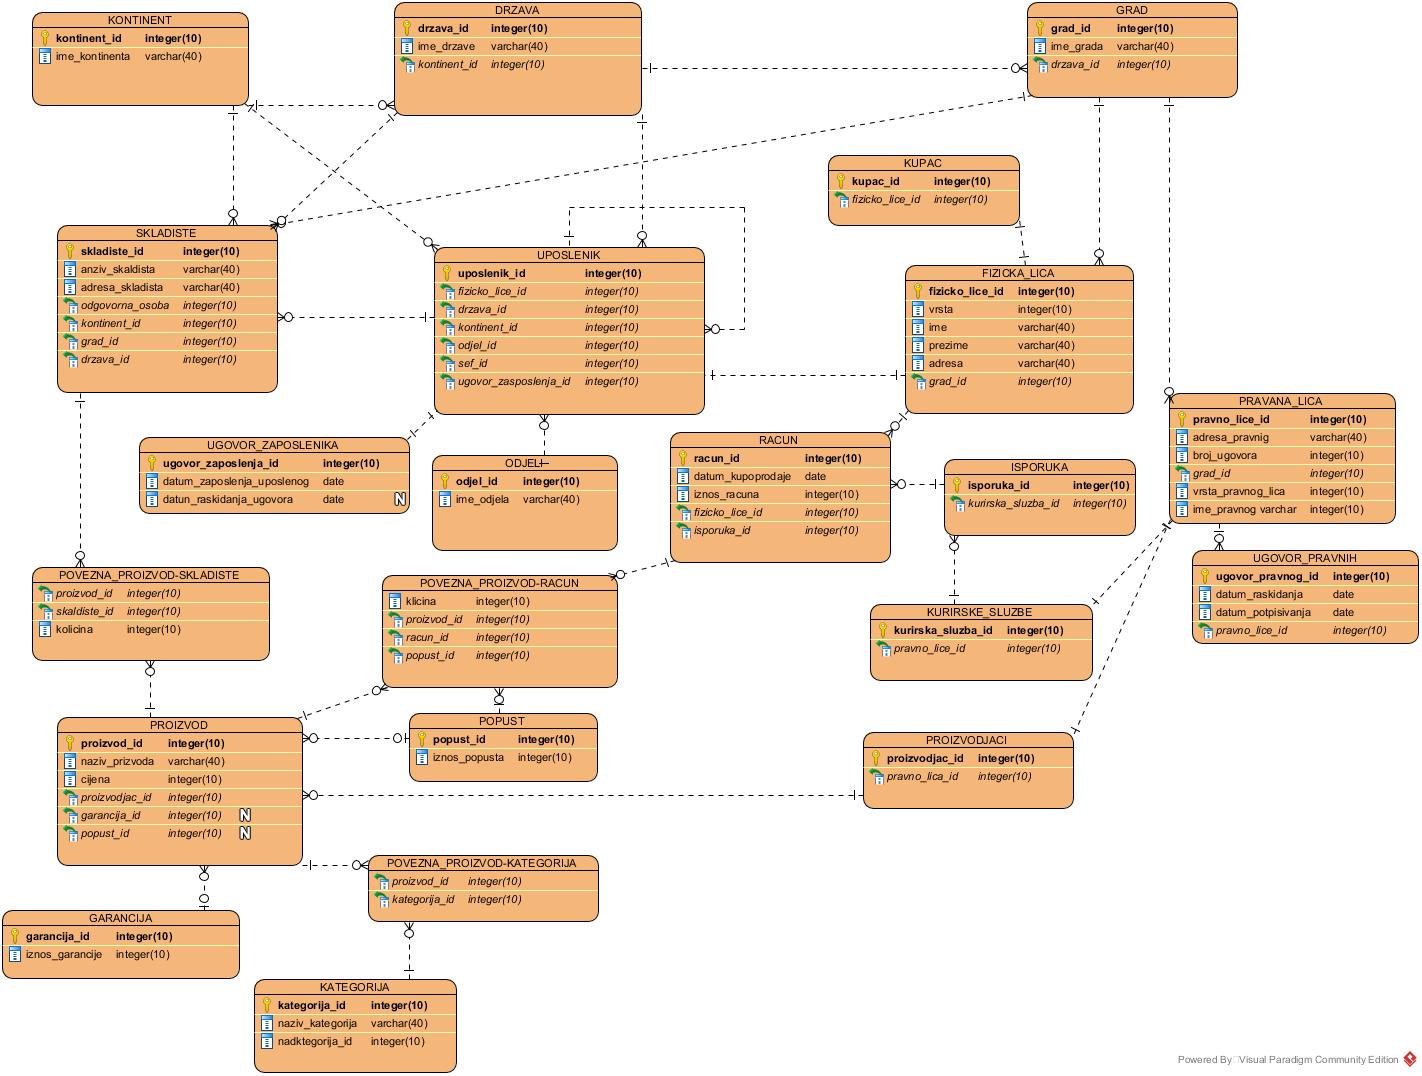 KONTINENT
kontinent_id integer(10)
ime_kontinenta varchar(40)
DRZAVA
drzava_id integer(10)
ime_drzave varchar(40)
kontinent_id integer(10)
GRAD
grad_id integer(10)
ime_grada varchar(40)
drzava_id integer(10)
KUPAC
kupac_id integer(10)
fizicko_lice_id integer(10)
SKLADISTE
skladiste_id integer(10)
anziv_skaldista varchar(40)
adresa_skladista varchar(40)
odgovorna_osoba integer(10)
kontinent_id integer(10)
grad_id integer(10)
drzava_id integer(10)
UPOSLENIK
uposlenik_id integer(10)
fizicko_lice_id integer(10)
drzava_id integer(10)
kontinent_id integer(10)
odjel_id integer(10)
sef_id integer(10)
ugovor_zasposlenja_id integer(10)
FIZICKA_LICA
fizicko_lice_id integer(10)
vrsta integer(10)
ime varchar(40)
prezime varchar(40)
adresa varchar(40)
grad_id integer(10)
PRAVANA_LICA
pravno_lice_id integer(10)
adresa_pravnig varchar(40)
broj_ugovora integer(10)
grad_id integer(10)
vrsta_pravnog_lica integer(10)
ime_pravnog varchar integer(10)
UGOVOR_ZAPOSLENIKA
ugovor_zaposlenja_id integer(10)
datum_zaposlenja_uposlenog date
datun_raskidanja_ugovora date N
ODJEL
odjel_id integer(10)
ime_odjela varchar(40)
RACUN
racun_id integer(10)
datum_kupoprodaje date
iznos_racuna integer(10)
fizicko_lice_id integer(10)
isporuka_id integer(10)
ISPORUKA
isporuka_id integer(10)
kurirska_sluzba_id integer(10)
UGOVOR_PRAVNIH
ugovor_pravnog_id integer(10)
datum_raskidanja date
datum_potpisivanja date
pravno_lice_id integer(10)
POVEZNA_PROIZVOD-SKLADISTE
proizvod_id integer(10)
skaldiste_id integer(10)
kolicina integer(10)
POVEZNA_PROIZVOD-RACUN
klicina integer(10)
proizvod_id integer(10)
racun_id integer(10)
popust_id integer(10)
KURIRSKE_SLUZBE
kurirska_sluzba_id integer(10)
pravno_lice_id integer(10)
PROIZVOD
proizvod_id integer(10)
naziv_prizvoda varchar(40)
cijena integer(10)
proizvodjac_id integer(10)
garancija_id integer(10) N
popust_id integer(10) N
POPUST
popust_id integer(10)
iznos_popusta integer(10)
PROIZVODJACI
proizvodjac_id integer(10)
pravno_lica_id integer(10)
POVEZNA_PROIZVOD-KATEGORIJA
proizvod_id integer(10)
kategorija_id integer(10)
GARANCIJA
garancija_id integer(10)
iznos_garancije integer(10)
KATEGORIJA
kategorija_id integer(10)
naziv_kategorija varchar(40)
nadktegorija_id integer(10)
Powered By Visual Paradigm Community Edition